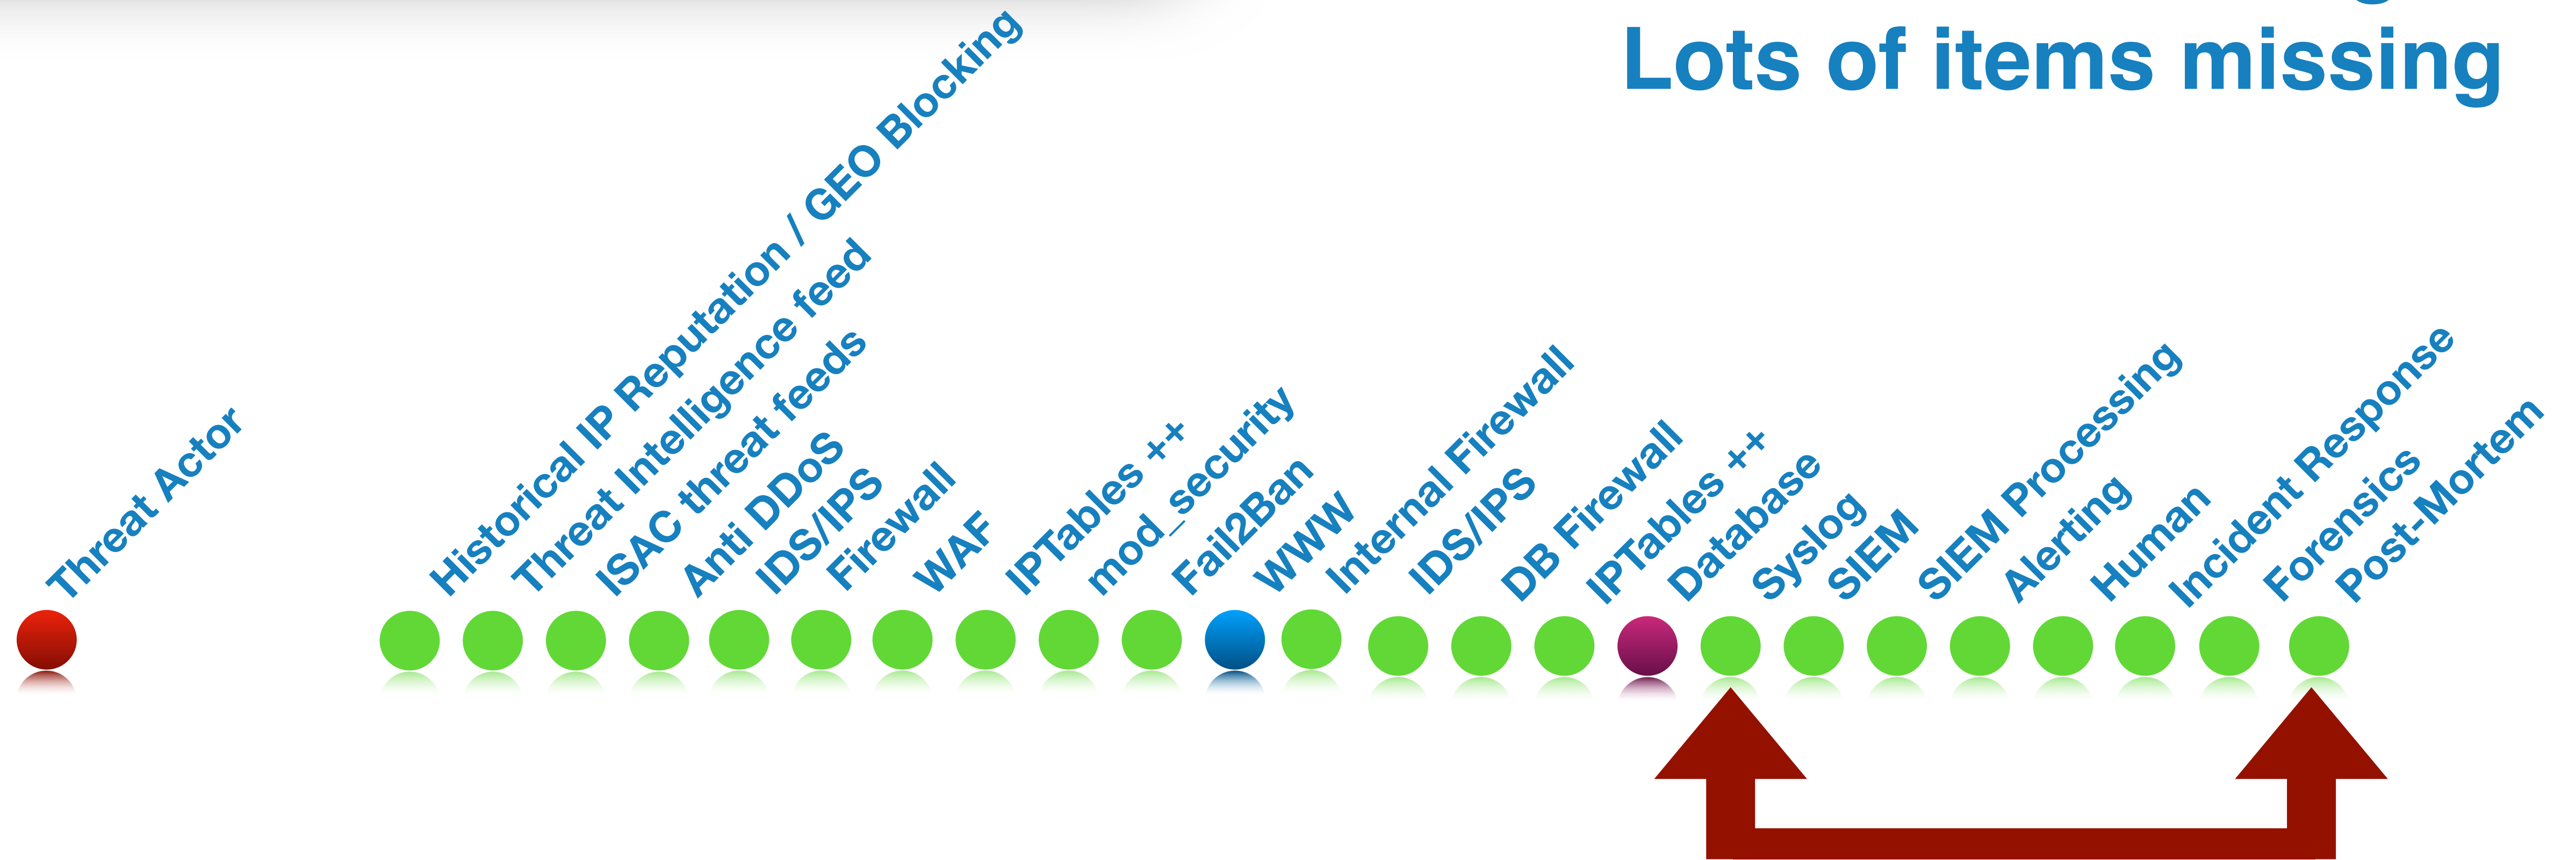 Lots of items missing
Threat Actor
Historical IP Reputation / GEO Blocking
Threat Intelligence feed
ISAC threat feeds
Anti DDoS
IDS/IPS
Firewall
WAF
IPTables ++
mod_security
Fail2Ban
WWW
Internal Firewall
IDS/IPS
DB Firewall
IPTables ++
Database
Syslog
SIEM
SIEM Processing
Alerting
Human
Incident Response
Forensics
Post-Mortem